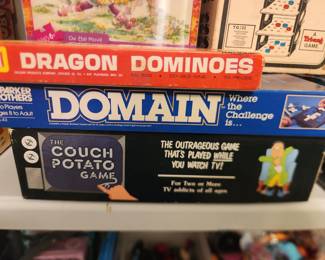 DRAGON DOMINOES
PARKER
BROTHERS
DOMAIN
Where
the
Challenge
is...
THE
COUCH
POTATO
GAME
THE OUTRAGEOUS GAME
THAT'S PLAYED WHILE
YOU WATCH TV!
For Two or More
TV addicts of all ages